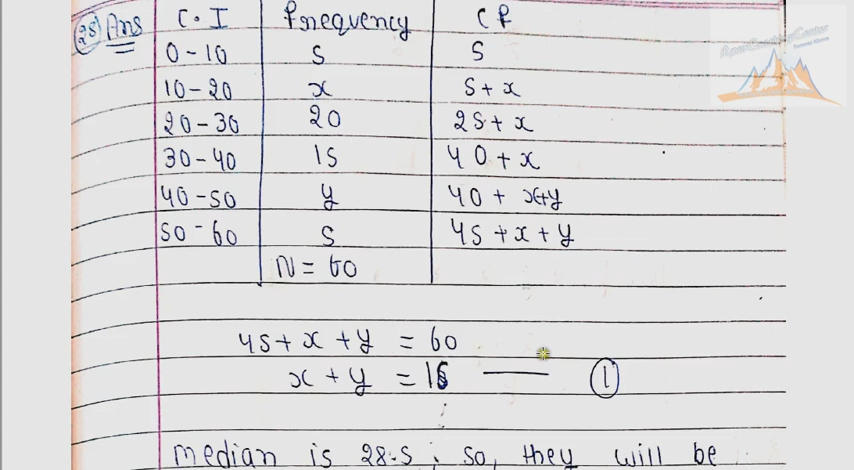 (28) Ans C.I Frequency CF
0-10 5 5
10-20 x 5+x
20-30 20 25+x
30-40 15 40+x
40-50 y 40+x+y
50-60 5 45+x+y
N=60
45+x+y = 60
x+y = 15 —— (1)
median is 28.5, so, they will be